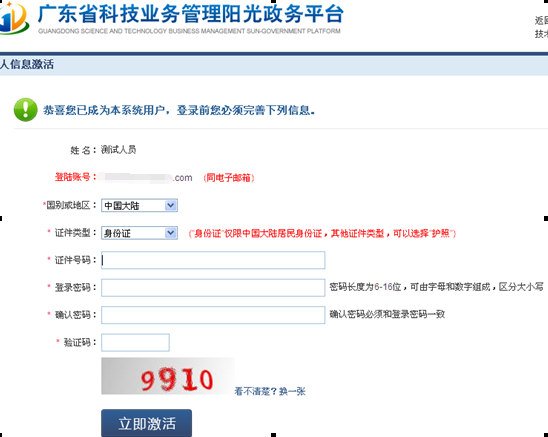 广东省科技业务管理阳光政务平台
GUANGDONG SCIENCE AND TECHNOLOGY BUSINESS MANAGEMENT SUN-GOVERNMENT PLATFORM
返回
技术
人信息激活
恭喜您已成为本系统用户，登录前您必须完善下列信息。
姓 名： 测试人员
登陆账号： .com (同电子邮箱)
*国别或地区： 中国大陆
* 证件类型： 身份证 ("身份证"仅限中国大陆居民身份证，其他证件类型，可以选择"护照")
* 证件号码：
* 登录密码： 密码长度为6-16位，可由字母和数字组成，区分大小写
* 确认密码： 确认密码必须和登录密码一致
* 验证码：
9910 看不清楚？换一张
立即激活